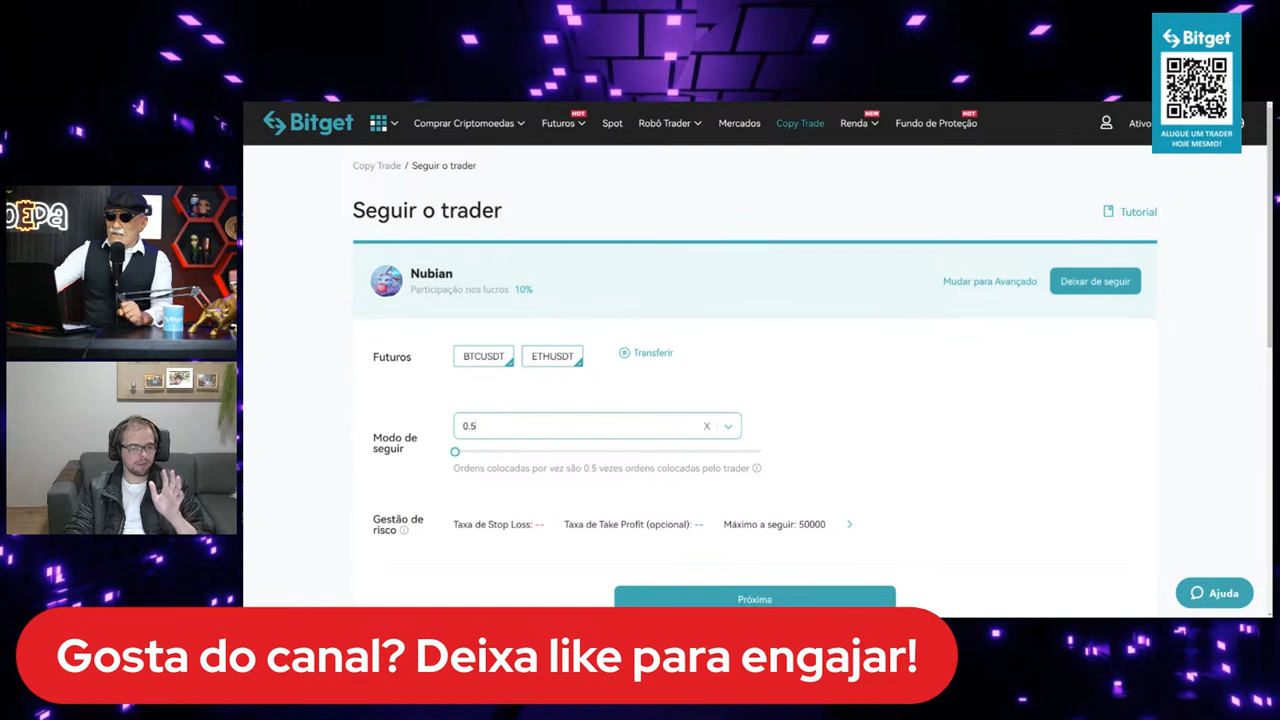 Bitget
ALUGUE UM TRADER
HOJE MESMO!
Bitget
Comprar Criptomoedas
Futuros
HOT
Spot
Robô Trader
Mercados
Copy Trade
Renda
NEW
Fundo de Proteção
HOT
Copy Trade / Seguir o trader
Seguir o trader
Tutorial
Nubian
Participação nos lucros 10%
Mudar para Avançado
Deixar de seguir
Futuros
BTCUSDT
ETHUSDT
Transferir
Modo de
seguir
0.5
X
Ordens colocadas por vez são 0.5 vezes ordens colocadas pelo trader
Gestão de
risco
Taxa de Stop Loss: --
Taxa de Take Profit (opcional): --
Máximo a seguir: 50000
Próxima
Ajuda
Gosta do canal? Deixa like para engajar!